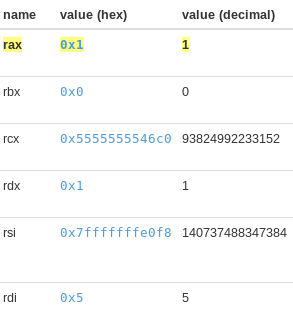 name value (hex) value (decimal)
rax 0x1 1
rbx 0x0 0
rcx 0x5555555546c0 93824992233152
rdx 0x1 1
rsi 0x7fffffffe0f8 140737488347384
rdi 0x5 5